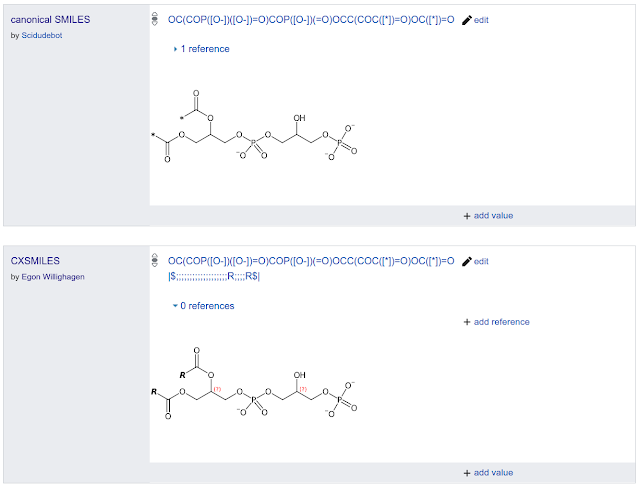 canonical SMILES
by Scidudebot
OC(COP([O-])([O-])=O)COP([O-])(=O)OCC(COC([*])=O)OC([*])=O
edit
1 reference
O
*
O
*
O
O
O
P
O
-O
O
OH
O
P
O-
O
-O
+ add value
CXSMILES
by Egon Willighagen
OC(COP([O-])([O-])=O)COP([O-])(=O)OCC(COC([*])=O)OC([*])=O
|$;;;;;;;;;;;;;;;;;;;R;;;;R$|
edit
0 references
+ add reference
O
R
O
R
O
O
(?)
O
P
O
-O
O
OH
(?)
O
P
O-
O
-O
+ add value